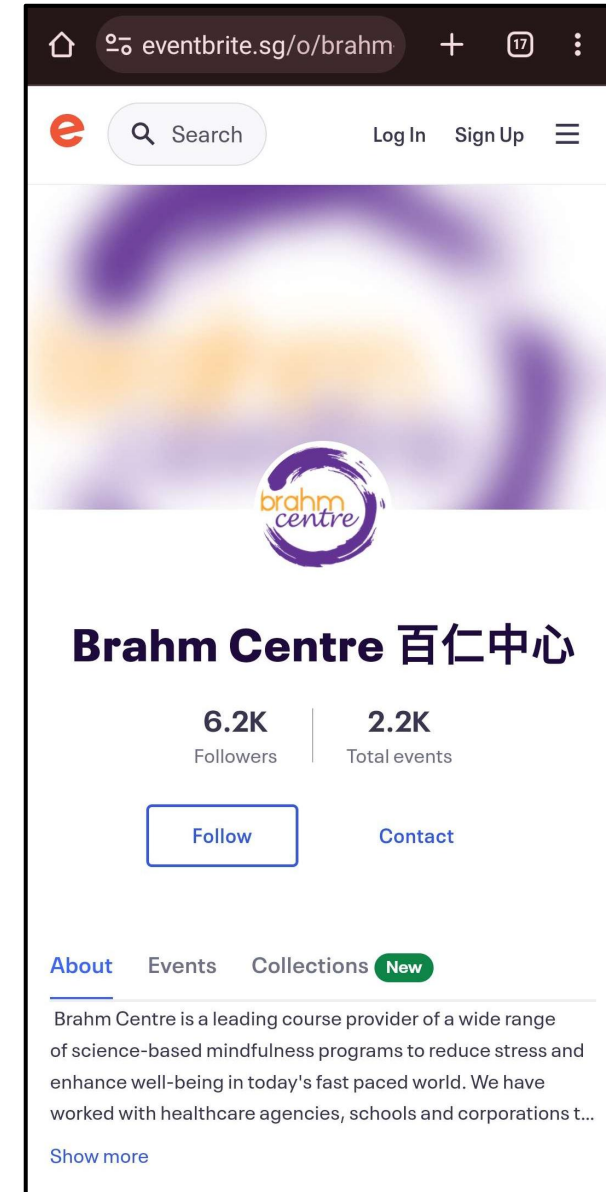 eventbrite.sg/o/brahm
17
e
Search
Log In
Sign Up
brahm
centre
Brahm Centre 百仁中心
6.2K
2.2K
Followers
Total events
Follow
Contact
About
Events
Collections
New
Brahm Centre is a leading course provider of a wide range
of science-based mindfulness programs to reduce stress and
enhance well-being in today's fast paced world. We have
worked with healthcare agencies, schools and corporations t...
Show more